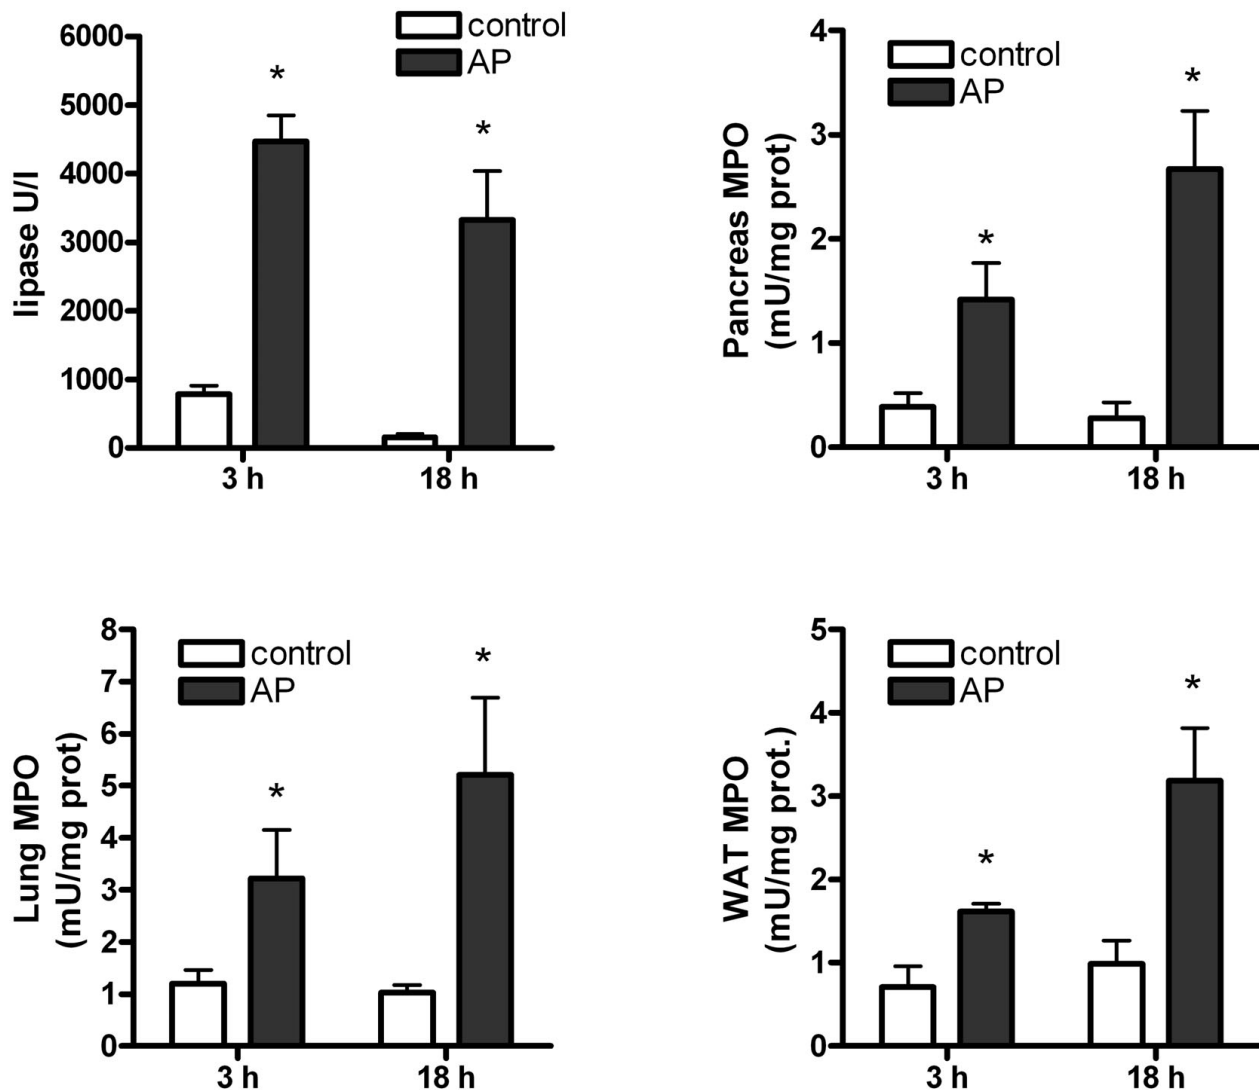 control
AP
lipase U/l
6000
5000
4000
3000
2000
1000
0
*
*
3 h
18 h
control
AP
Pancreas MPO
(mU/mg prot)
4
3
2
1
0
*
*
3 h
18 h
control
AP
Lung MPO
(mU/mg prot)
8
7
6
5
4
3
2
1
0
*
*
3 h
18 h
control
AP
WAT MPO
(mU/mg prot.)
5
4
3
2
1
0
*
*
3 h
18 h